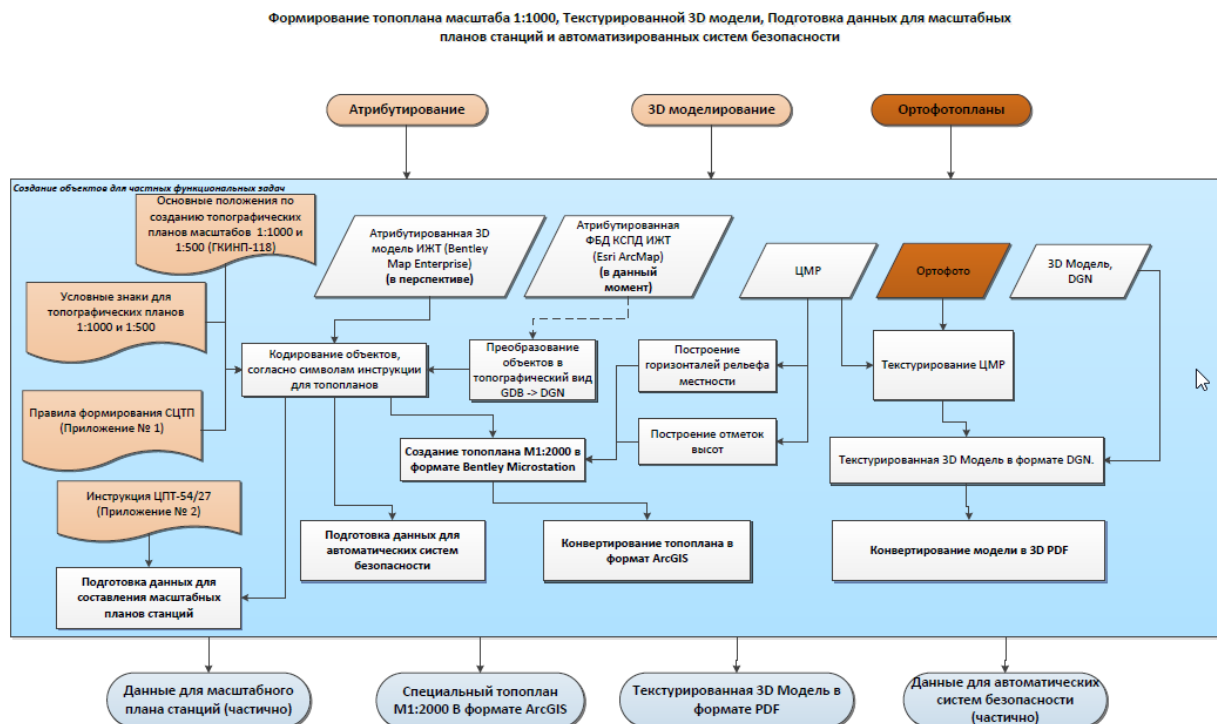 Формирование топоплана масштаба 1:1000, Текстурированной 3D модели, Подготовка данных для масштабных
планов станций и автоматизированных систем безопасности
Атрибутирование
3D моделирование
Ортофотопланы
Создание объектов для частных функциональных задач
Основные положения по
созданию топографических
планов масштабов 1:1000 и
1:500 (ГКИНП-118)
Атрибутированная 3D
модель ИЖТ (Bentley
Map Enterprise)
(в перспективе)
Атрибутированная
ФБД КСПД ИЖТ
(Esri ArcMap)
(в данный
момент)
ЦМР
Ортофото
3D Модель,
DGN
Условные знаки для
топографических планов
1:1000 и 1:500
Кодирование объектов,
согласно символам инструкции
для топопланов
Преобразование
объектов в
топографический вид
GDB -> DGN
Построение
горизонталей рельефа
местности
Текстурирование ЦМР
Правила формирования СЦТП
(Приложение № 1)
Создание топоплана М1:2000 в
формате Bentley Microstation
Построение отметок
высот
Текстурированная 3D Модель в формате DGN.
Инструкция ЦПТ-54/27
(Приложение № 2)
Подготовка данных для
автоматических систем
безопасности
Конвертирование топоплана в
формат ArcGIS
Конвертирование модели в 3D PDF
Подготовка данных для
составления масштабных
планов станций
Данные для масштабного
плана станций (частично)
Специальный топоплан
М1:2000 В формате ArcGIS
Текстурированная 3D Модель в
формате PDF
Данные для автоматических
систем безопасности
(частично)